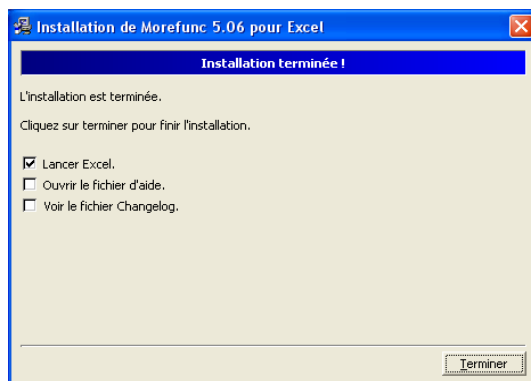 Installation de Morefunc 5.06 pour Excel
Installation terminée !
L'installation est terminée.
Cliquez sur terminer pour finir l'installation.
Lancer Excel.
Ouvrir le fichier d'aide.
Voir le fichier Changelog.
Terminer